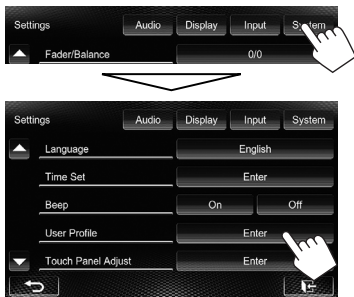 Settings Audio Display Input System
Fader/Balance 0/0
Settings Audio Display Input System
Language English
Time Set Enter
Beep On Off
User Profile Enter
Touch Panel Adjust Enter